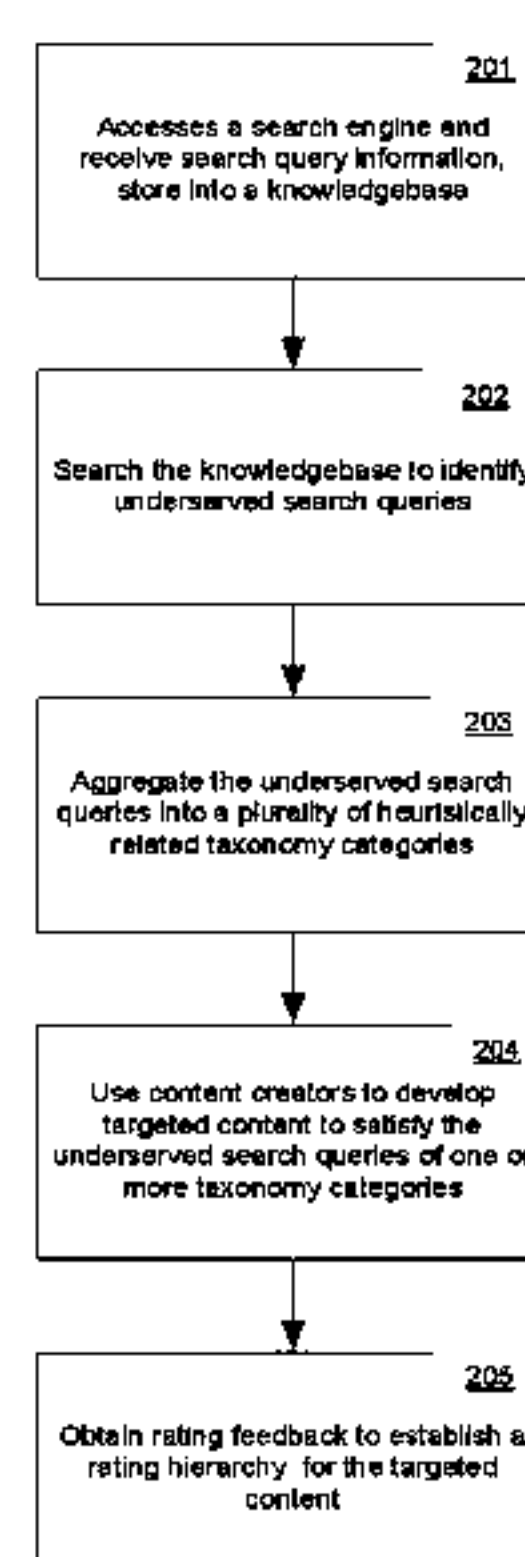 201
Accesses a search engine and
receive search query information,
store into a knowledgebase
202
Search the knowledgebase to identify
underserved search queries
203
Aggregate the underserved search
queries into a plurality of heuristically
related taxonomy categories
204
Use content creators to develop
targeted content to satisfy the
underserved search queries of one or
more taxonomy categories
205
Obtain rating feedback to establish a
rating hierarchy for the targeted
content